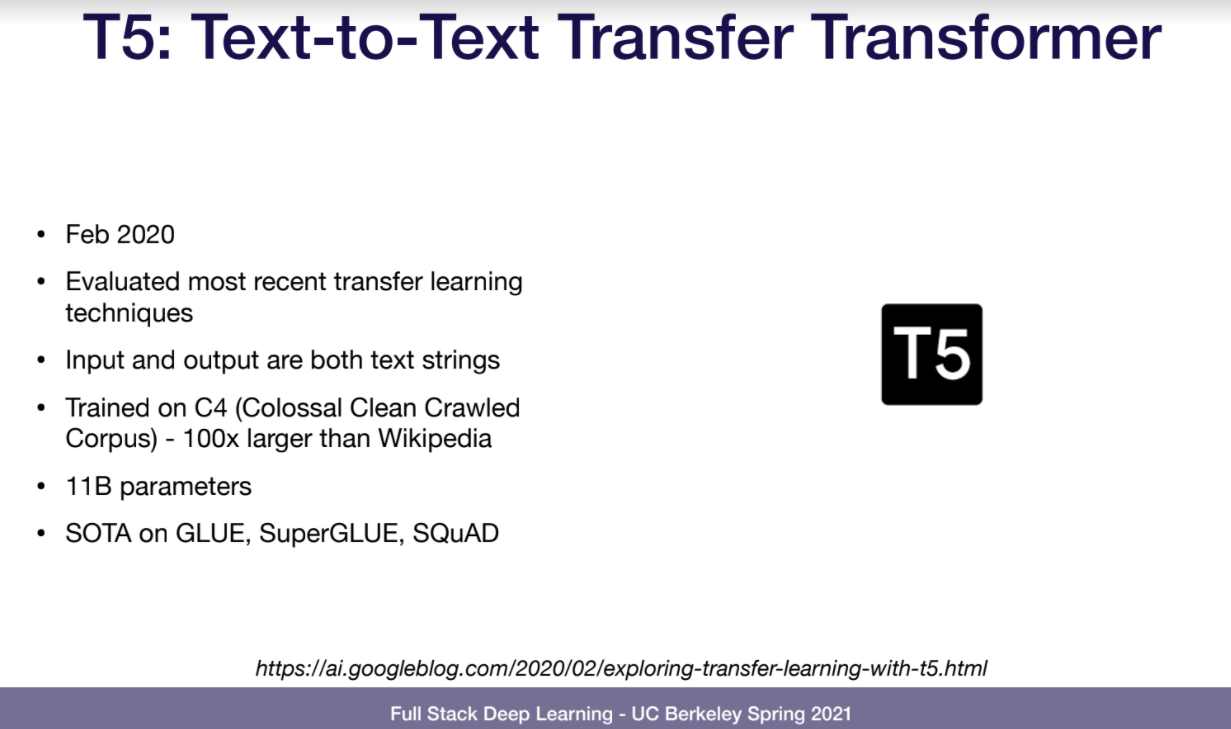 T5: Text-to-Text Transfer Transformer
• Feb 2020
• Evaluated most recent transfer learning
techniques
• Input and output are both text strings
• Trained on C4 (Colossal Clean Crawled
Corpus) - 100x larger than Wikipedia
• 11B parameters
• SOTA on GLUE, SuperGLUE, SQuAD
T5
https://ai.googleblog.com/2020/02/exploring-transfer-learning-with-t5.html
Full Stack Deep Learning - UC Berkeley Spring 2021